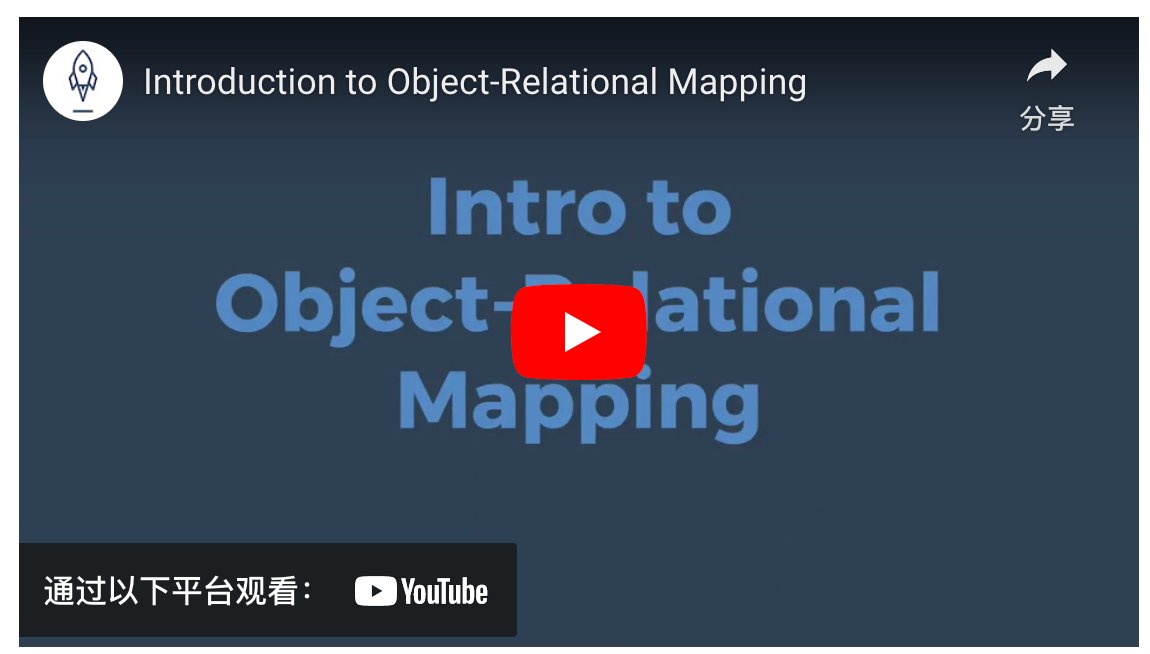 Introduction to Object-Relational Mapping
分享
Intro to
Object-Relational
Mapping
通过以下平台观看： YouTube